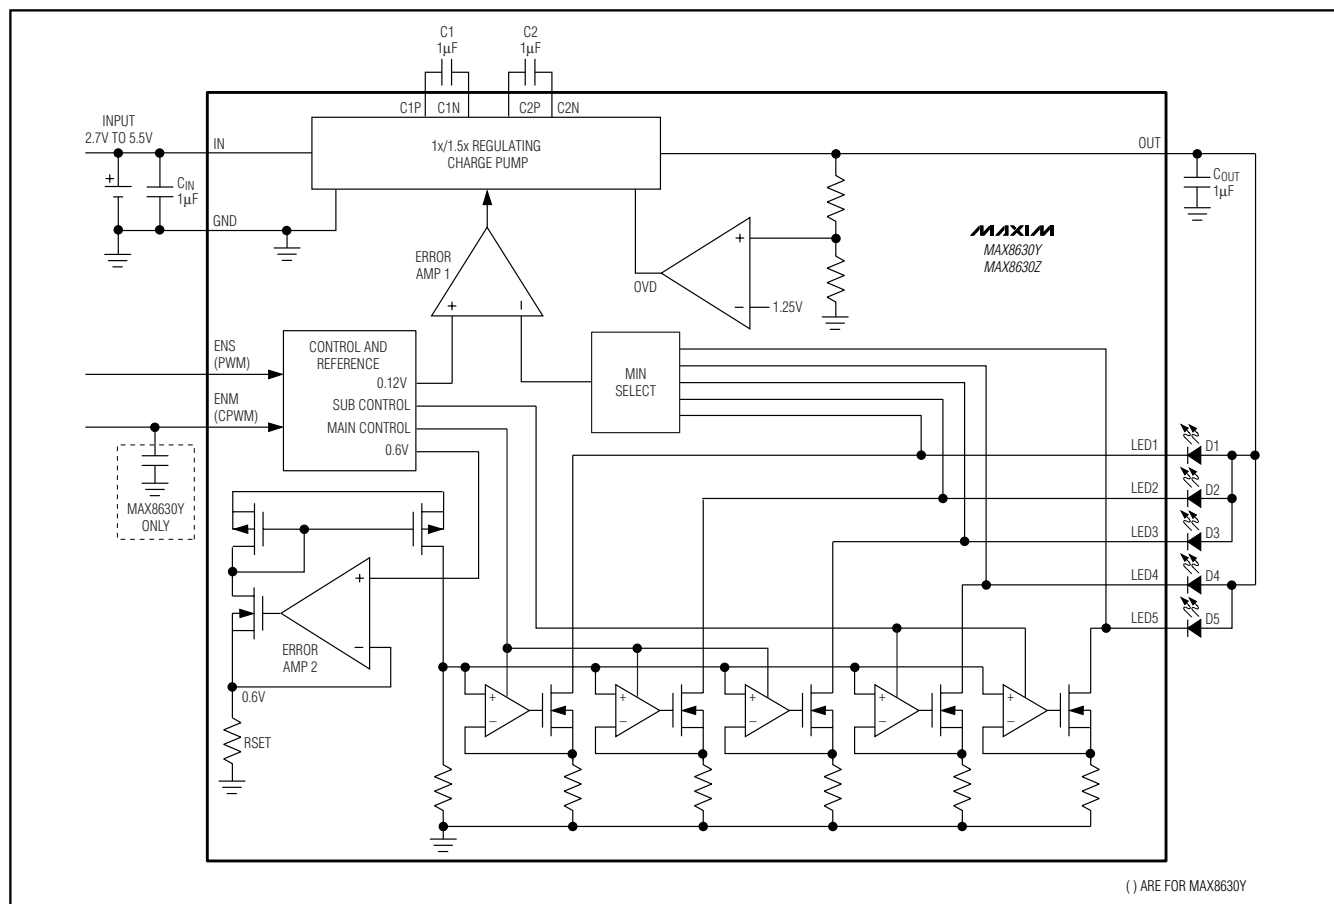 C1
1µF
C2
1µF
C1P
C1N
C2P
C2N
INPUT
2.7V TO 5.5V
IN
1x/1.5x REGULATING
CHARGE PUMP
OUT
+
CIN
1µF
COUT
1µF
GND
MAXIM
MAX8630Y
MAX8630Z
ERROR
AMP 1
+
−
OVD
+
−
1.25V
ENS
(PWM)
CONTROL AND
REFERENCE
0.12V
SUB CONTROL
MAIN CONTROL
0.6V
MIN
SELECT
ENM
(CPWM)
MAX8630Y
ONLY
LED1
D1
LED2
D2
LED3
D3
LED4
D4
LED5
D5
+
−
ERROR
AMP 2
0.6V
RSET
+
−
+
−
+
−
+
−
+
−
( ) ARE FOR MAX8630Y